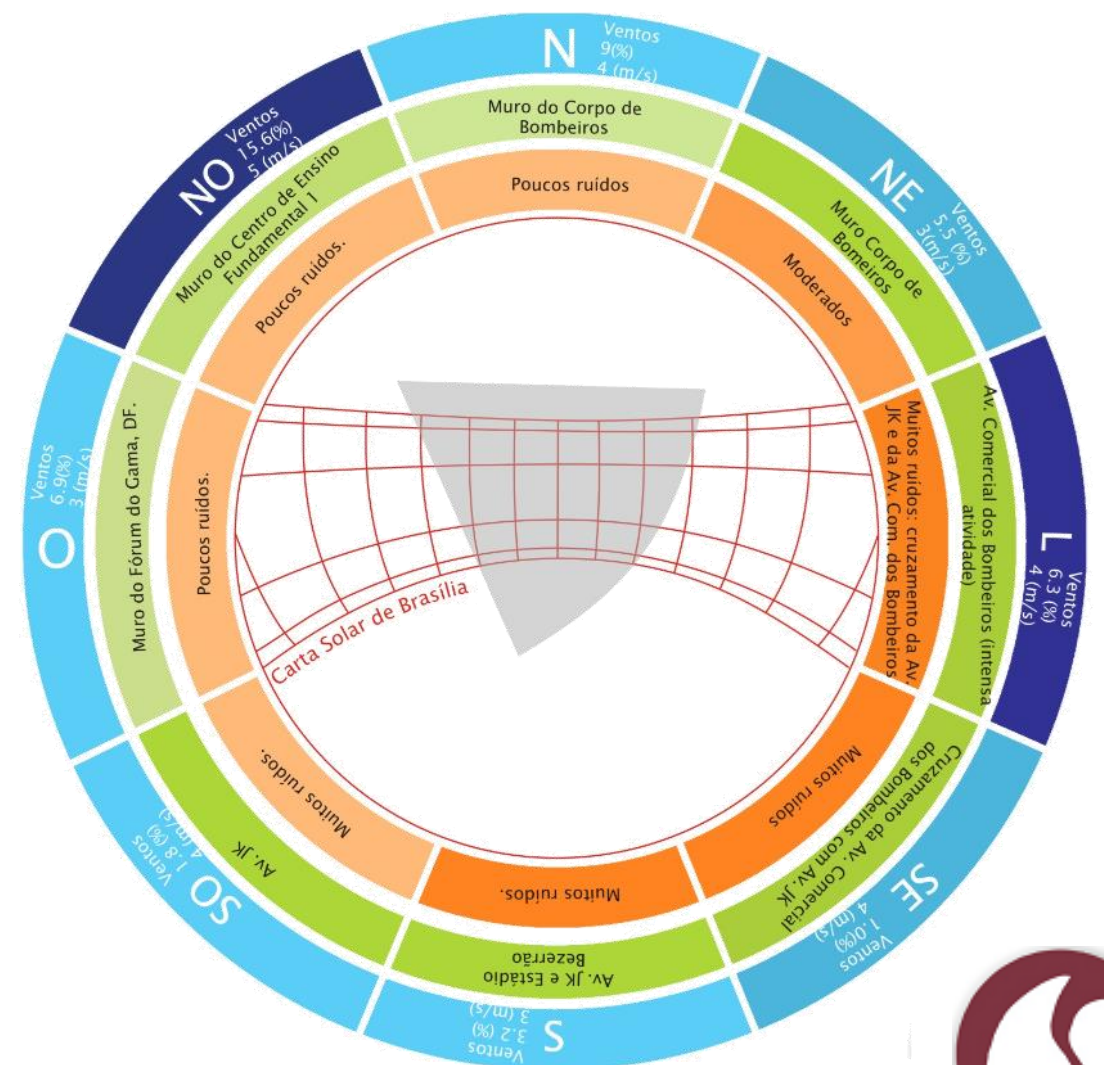 N
Ventos
9(%)
4 (m/s)
Muro do Corpo de
Bombeiros
Poucos ruídos
NE
Ventos
5.5 (%)
3(m/s)
Muro Corpo de
Bomeiros
Moderados
L
Ventos
6.3 (%)
4 (m/s)
Av. Comercial dos Bombeiros (intensa
atividade)
Muitos ruídos: cruzamento da Av.
JK e da Av. Com. dos Bombeiros
SE
Ventos
1.0(%)
4 (m/s)
Cruzamento da Av. Comercial
dos Bombeiros com Av. JK
Muitos ruídos
S
Ventos
3.2 (%)
3 (m/s)
Av. JK e Estádio
Bezerrão
Muitos ruídos.
SO
Ventos
1.8 (%)
4 (m/s)
Av. JK
Muitos ruídos.
O
Ventos
6.9(%)
3 (m/s)
Muro do Fórum do Gama, DF.
Poucos ruídos.
NO
Ventos
15.6(%)
5 (m/s)
Muro do Centro de Ensino
Fundamental 1
Poucos ruidos.
Carta Solar de Brasília